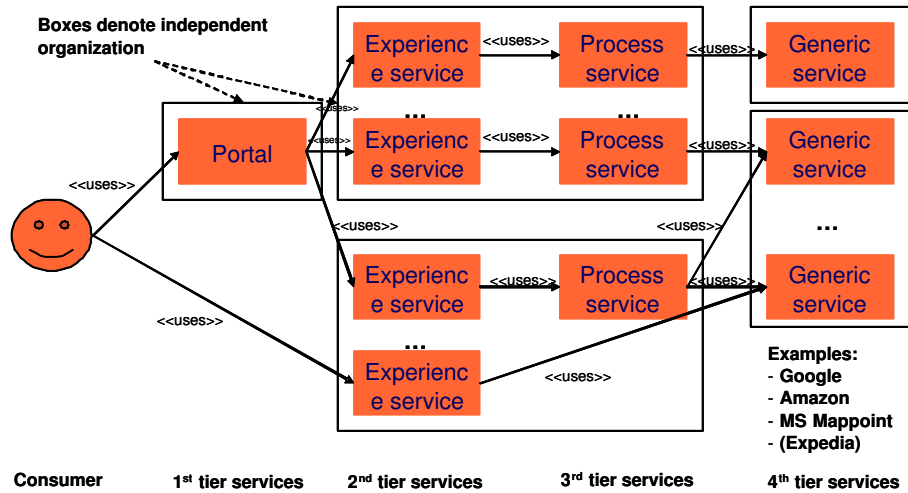 Boxes denote independent
organization
Experienc
e service
<<uses>>
Process
service
<<uses>>
Generic
service
<<uses>>
...
...
Portal
<<uses>>
Experienc
e service
<<uses>>
Process
service
<<uses>>
Generic
service
<<uses>>
<<uses>>
<<uses>>
...
Experienc
e service
<<uses>>
Process
service
<<uses>>
Generic
service
<<uses>>
...
Experienc
e service
<<uses>>
Examples:
- Google
- Amazon
- MS Mappoint
- (Expedia)
Consumer
1st tier services
2nd tier services
3rd tier services
4th tier services